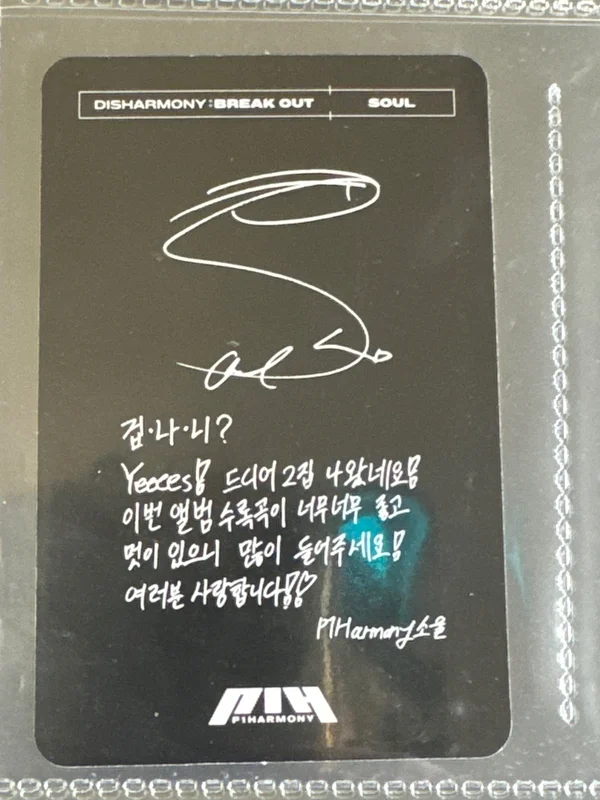 DISHARMONY:BREAK OUT SOUL
Soul
겁·나·니?
Yeeees!! 드디어 2집 나왔네요!!
이번 앨범 수록곡이 너무너무 좋고
멋이 있으니 많이 들어주세요!!
여러분 사랑합니다!!♡
P1Harmony 소울
P1H
P1HARMONY